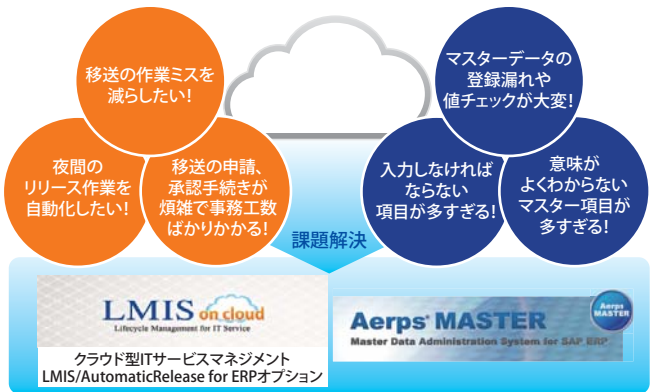 移送の作業ミスを
減らしたい!
夜間の
リリース作業を
自動化したい!
移送の申請、
承認手続きが
煩雑で事務工数
ばかりかかる!
マスターデータの
登録漏れや
値チェックが大変!
入力しなければ
ならない
項目が多すぎる!
意味が
よくわからない
マスター項目が
多すぎる!
課題解決
LMIS on cloud
Lifecycle Management for IT Service
クラウド型ITサービスマネジメント
LMIS/AutomaticRelease for ERPオプション
Aerps® MASTER
Master Data Administration System for SAP ERP
Aerps
MASTER